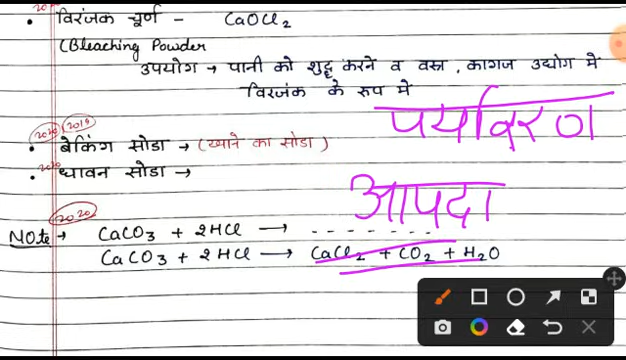 • विरंजक चूर्ण - CaOCl₂
(Bleaching Powder
उपयोग → पानी को शुद्ध करने व वस्त्र, कागज उद्योग में
विरंजक के रूप में
पर्यावरण
2020 2019
• बेकिंग सोडा → (खाने का सोडा)
• धावन सोडा →
आपदा
2020
NOte → CaCO₃ + 2HCl → - - - - - - -
CaCO₃ + 2HCl → CaCl₂ + CO₂ + H₂O